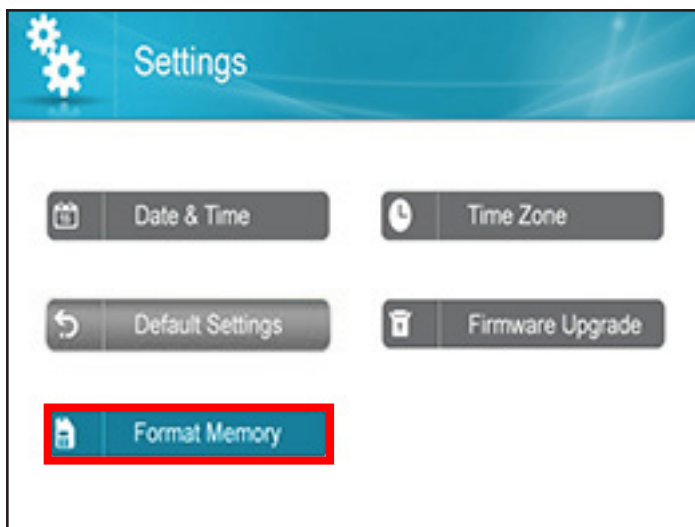 Settings
Date & Time
Time Zone
Default Settings
Firmware Upgrade
Format Memory